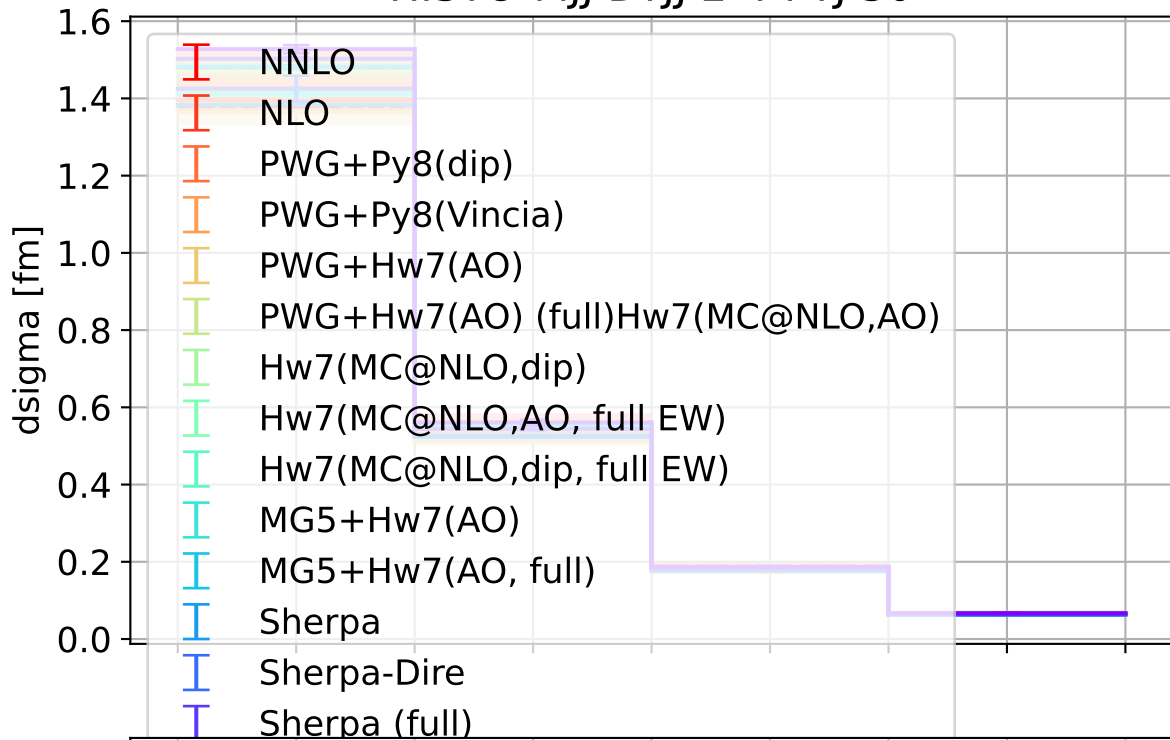 1.6
NNLO
1.4
NLO
1.2
PWG+Py8(dip)
PWG+Py8(Vincia)
1.0
PWG+Hw7(AO)
dsigma [fm]
0.8
PWG+Hw7(AO) (full)Hw7(MC@NLO,AO)
Hw7(MC@NLO,dip)
0.6
Hw7(MC@NLO,AO, full EW)
0.4
Hw7(MC@NLO,dip, full EW)
MG5+Hw7(AO)
0.2
MG5+Hw7(AO, full)
0.0
Sherpa
Sherpa-Dire
Sherpa (full)